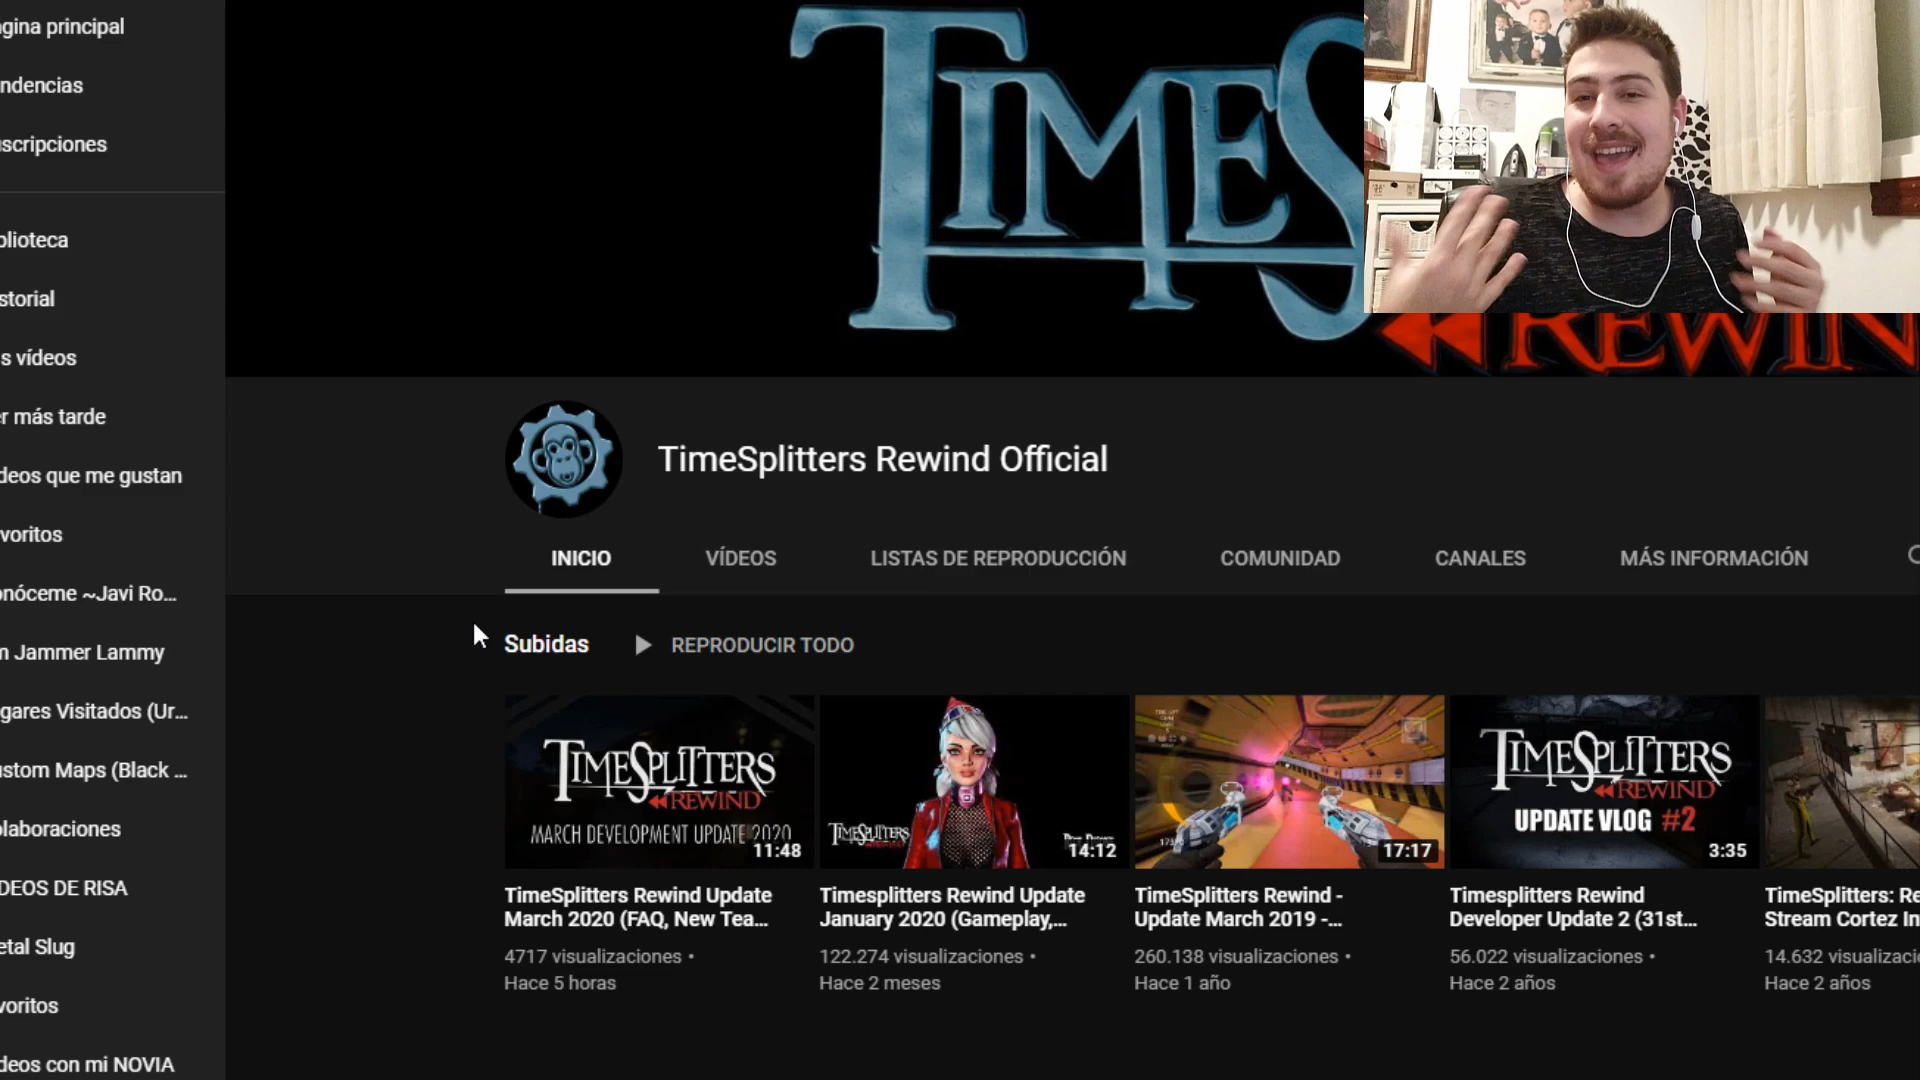 gina principal
ndencias
scripciones
blioteca
storial
s vídeos
r más tarde
deos que me gustan
voritos
onóceme ~Javi Ro...
m Jammer Lammy
gares Visitados (Ur...
ustom Maps (Black ...
olaboraciones
DEOS DE RISA
etal Slug
voritos
deos con mi NOVIA
TIMES
REWIN
TimeSplitters Rewind Official
INICIO
VÍDEOS
LISTAS DE REPRODUCCIÓN
COMUNIDAD
CANALES
MÁS INFORMACIÓN
Subidas
REPRODUCIR TODO
TIMESPLITTERS
REWIND
MARCH DEVELOPMENT UPDATE 2020
11:48
TimeSplitters Rewind Update
March 2020 (FAQ, New Tea...
4717 visualizaciones •
Hace 5 horas
TIMESPLITTERS
14:12
Timesplitters Rewind Update
January 2020 (Gameplay,...
122.274 visualizaciones •
Hace 2 meses
17:17
TimeSplitters Rewind -
Update March 2019 -...
260.138 visualizaciones •
Hace 1 año
TIMESPLITTERS
REWIND
UPDATE VLOG #2
3:35
Timesplitters Rewind
Developer Update 2 (31st...
56.022 visualizaciones •
Hace 2 años
TimeSplitters: Re
Stream Cortez In
14.632 visualizacio
Hace 2 años